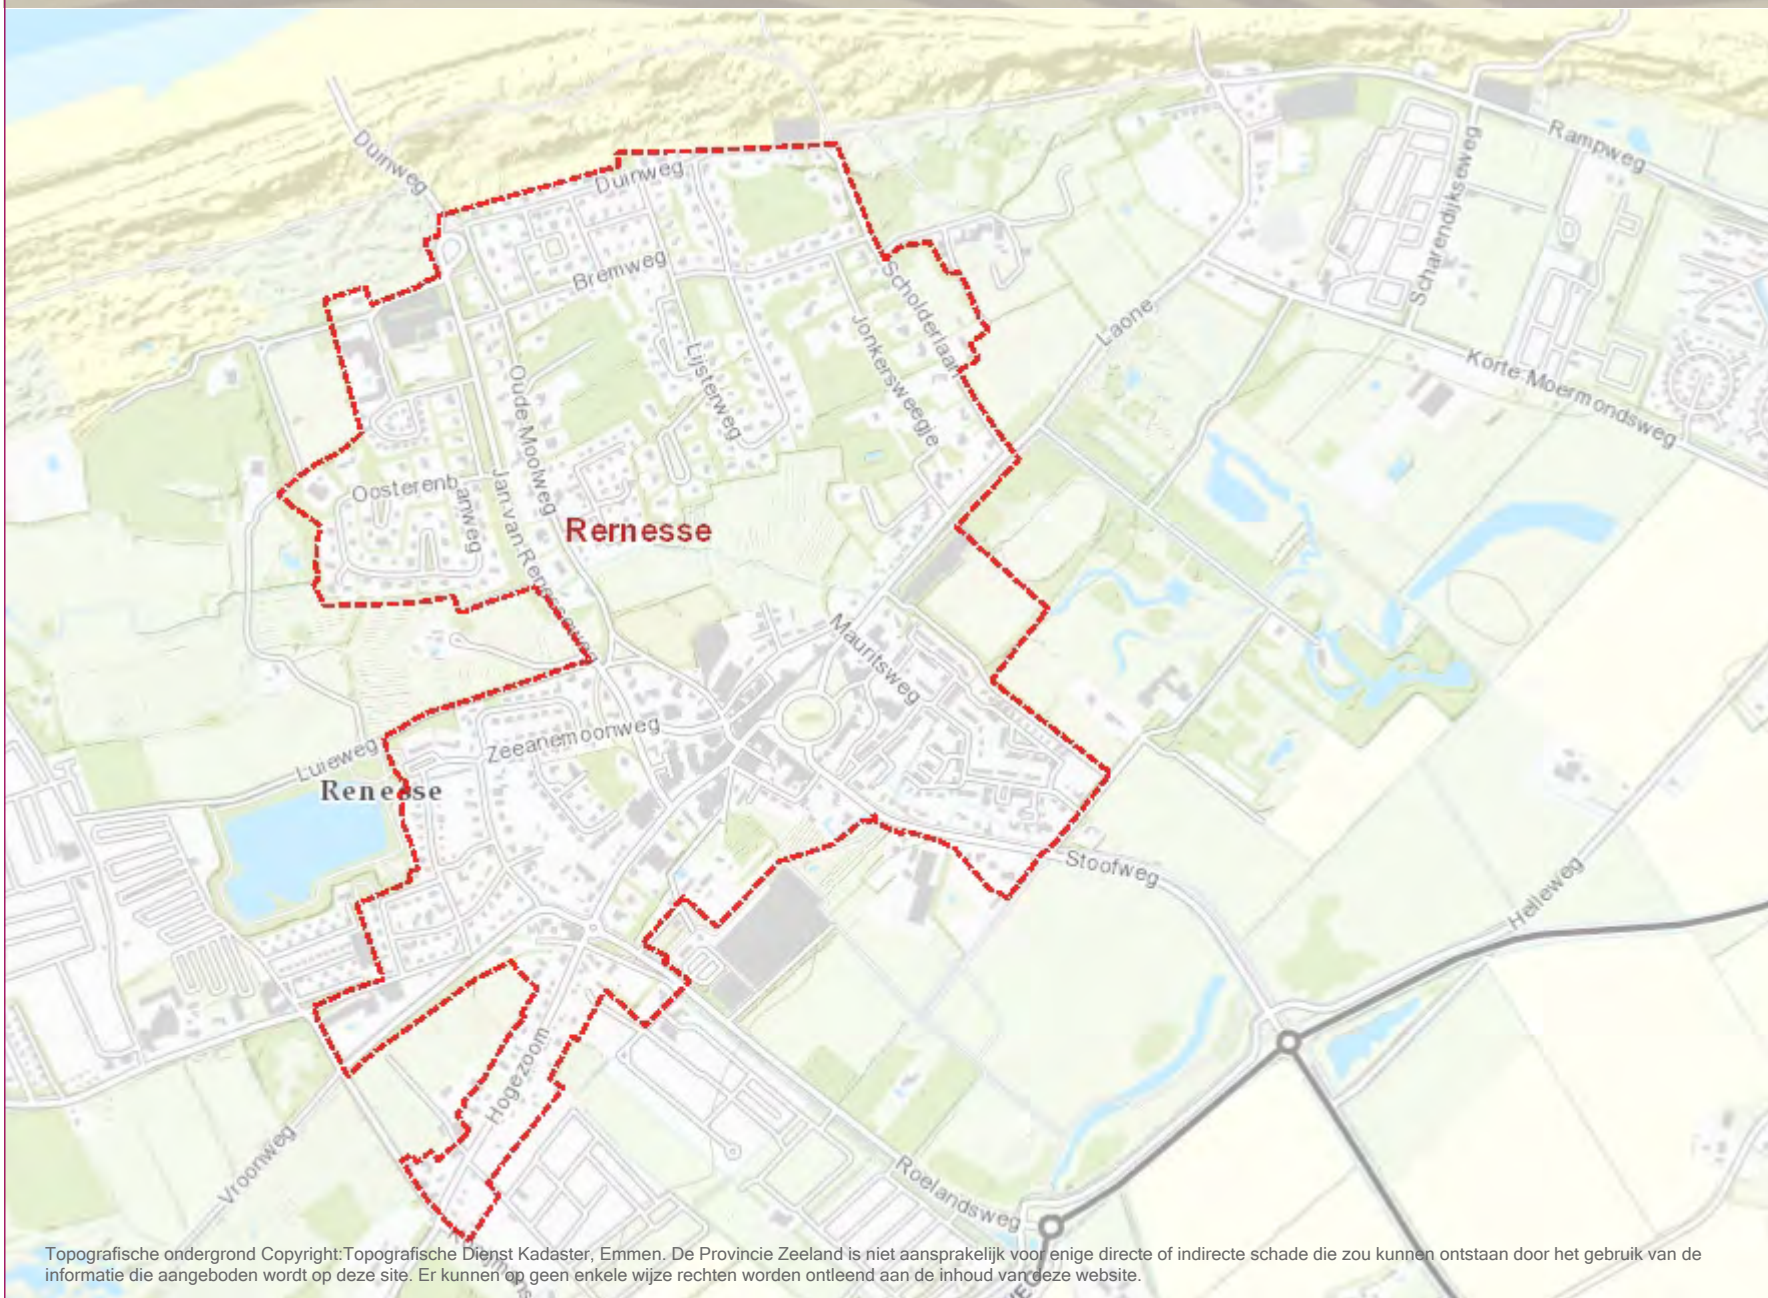 Duinweg
Duinweg
Rampweg
Scharendijkseweg
Bremweg
Scholderlaan
Laone
Jonkersweegje
Lijsterweg
Korte Moermondsweg
Oude Moolweg
Oosterenbanweg
Jan van Renesseweg
Rernesse
Mauritsweg
Zeeanemoonweg
Luieweg
Renesse
Stoofweg
Helleweg
Hogezoom
Vroonweg
Roelandsweg
Topografische ondergrond Copyright:Topografische Dienst Kadaster, Emmen. De Provincie Zeeland is niet aansprakelijk voor enige directe of indirecte schade die zou kunnen ontstaan door het gebruik van de
informatie die aangeboden wordt op deze site. Er kunnen op geen enkele wijze rechten worden ontleend aan de inhoud van deze website.